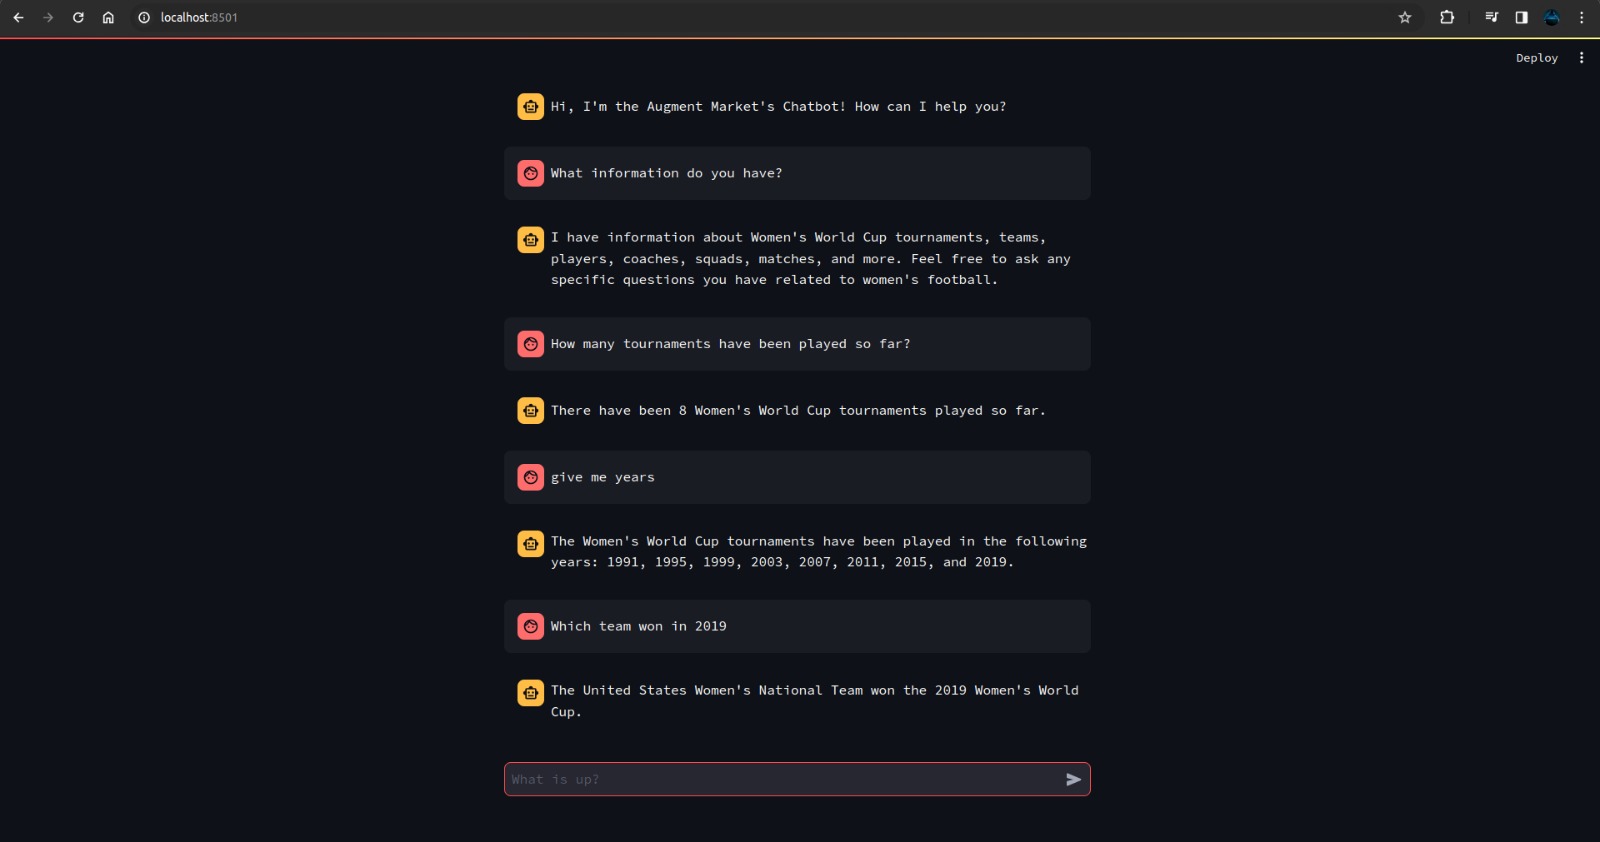 localhost:8501
Deploy
Hi, I'm the Augment Market's Chatbot! How can I help you?
What information do you have?
I have information about Women's World Cup tournaments, teams,
players, coaches, squads, matches, and more. Feel free to ask any
specific questions you have related to women's football.
How many tournaments have been played so far?
There have been 8 Women's World Cup tournaments played so far.
give me years
The Women's World Cup tournaments have been played in the following
years: 1991, 1995, 1999, 2003, 2007, 2011, 2015, and 2019.
Which team won in 2019
The United States Women's National Team won the 2019 Women's World
Cup.
What is up?